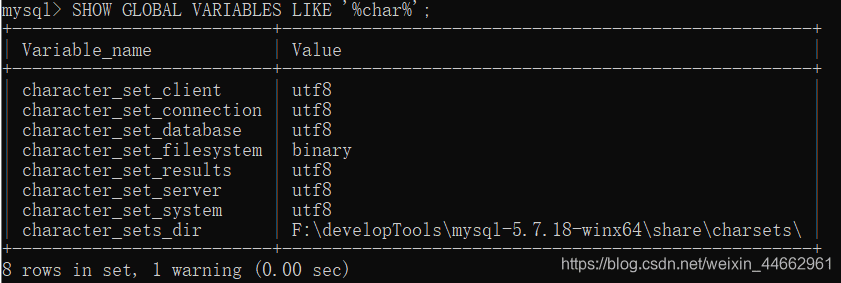 mysql> SHOW GLOBAL VARIABLES LIKE '%char%';
Variable_name | Value
character_set_client | utf8
character_set_connection | utf8
character_set_database | utf8
character_set_filesystem | binary
character_set_results | utf8
character_set_server | utf8
character_set_system | utf8
character_sets_dir | F:\developTools\mysql-5.7.18-winx64\share\charsets\
8 rows in set, 1 warning (0.00 sec)
https://blog.csdn.net/weixin_44662961